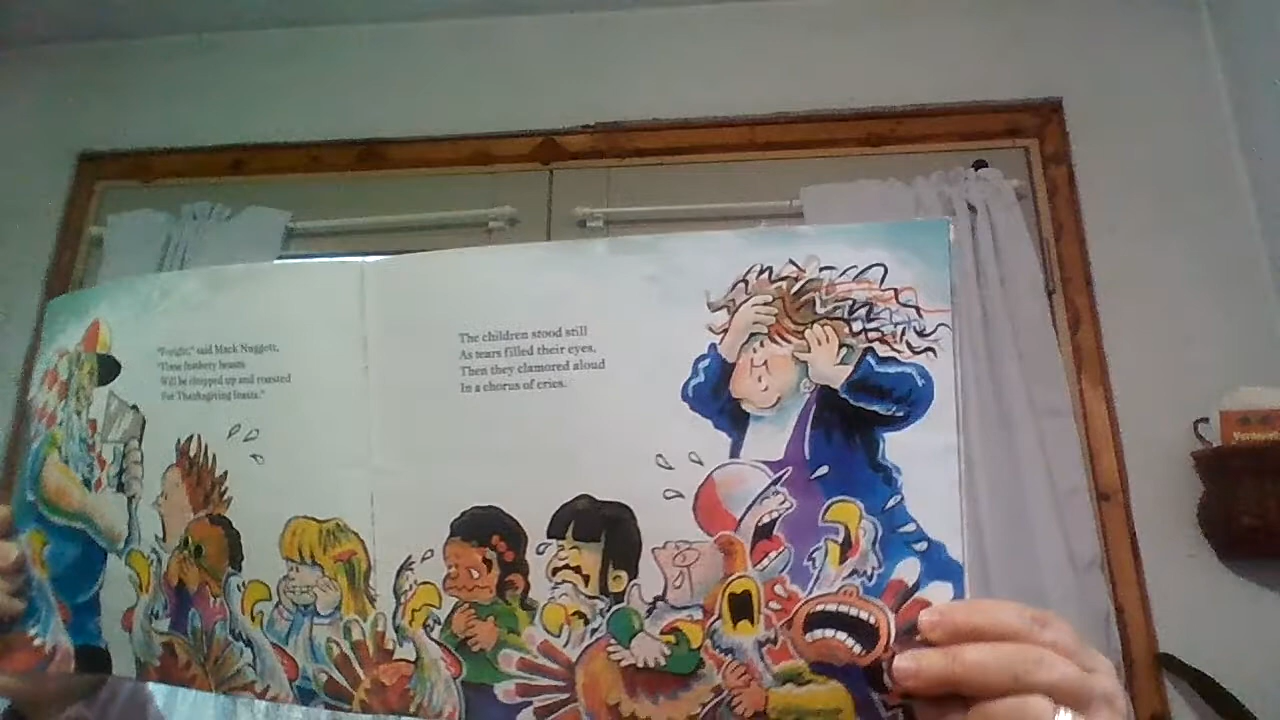 "Tonight," said Mack Nuggett,
"These feathery beasts
Will be chopped up and roasted
For Thanksgiving feasts."
The children stood still
As tears filled their eyes,
Then they clamored aloud
In a chorus of cries.